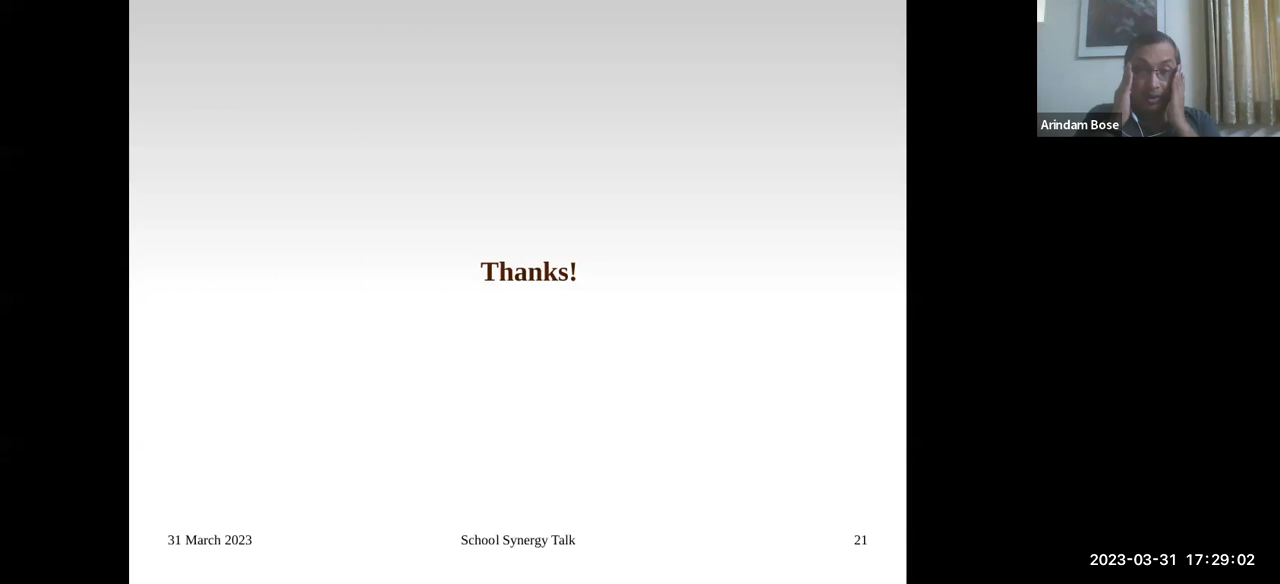 Arindam Bose
Thanks!
31 March 2023
School Synergy Talk
21
2023-03-31 17:29:02